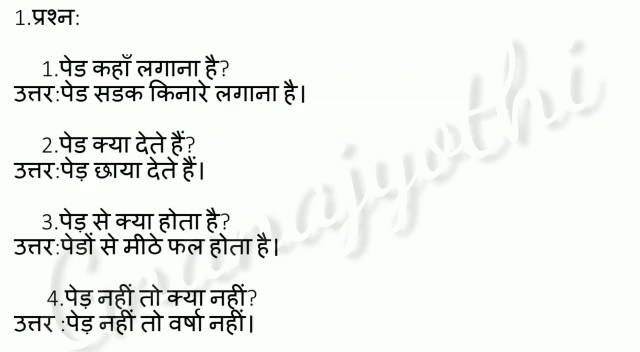 1.प्रश्न:
1.पेड कहाँ लगाना है?
उत्तर:पेड सडक किनारे लगाना है।
2.पेड क्या देते हैं?
उत्तर:पेड़ छाया देते हैं।
3.पेड़ से क्या होता है?
उत्तर:पेडों से मीठे फल होता है।
4.पेड़ नहीं तो क्या नहीं?
उत्तर :पेड़ नहीं तो वर्षा नहीं।